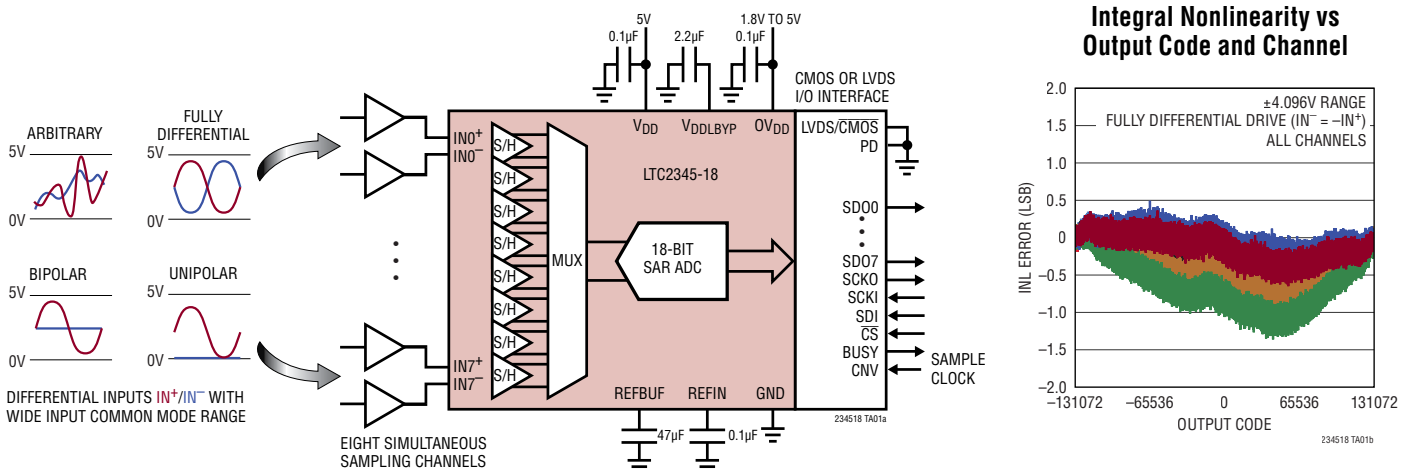 ARBITRARY
5V
0V
FULLY
DIFFERENTIAL
5V
0V
BIPOLAR
5V
0V
UNIPOLAR
5V
0V
DIFFERENTIAL INPUTS IN+/IN– WITH
WIDE INPUT COMMON MODE RANGE
EIGHT SIMULTANEOUS
SAMPLING CHANNELS
5V
1.8V TO 5V
0.1µF
2.2µF
0.1µF
CMOS OR LVDS
I/O INTERFACE
VDD
VDDLBYP
OVDD
IN0+
IN0–
IN7+
IN7–
S/H
S/H
S/H
S/H
S/H
S/H
S/H
S/H
MUX
LTC2345-18
18-BIT
SAR ADC
REFBUF
REFIN
GND
47µF
0.1µF
LVDS/CMOS
PD
SDO0
SDO7
SCKO
SCKI
SDI
CS
BUSY
CNV
SAMPLE
CLOCK
234518 TA01a
Integral Nonlinearity vs
Output Code and Channel
±4.096V RANGE
FULLY DIFFERENTIAL DRIVE (IN– = –IN+)
ALL CHANNELS
INL ERROR (LSB)
2.0
1.5
1.0
0.5
0
–0.5
–1.0
–1.5
–2.0
–131072
–65536
0
65536
131072
OUTPUT CODE
234518 TA01b